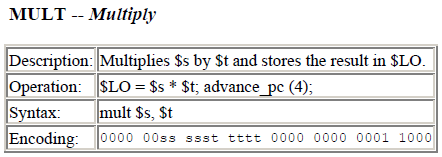 MULT -- Multiply
Description: Multiplies $s by $t and stores the result in $LO.
Operation: $LO = $s * $t; advance_pc (4);
Syntax: mult $s, $t
Encoding: 0000 00ss ssst tttt 0000 0000 0001 1000